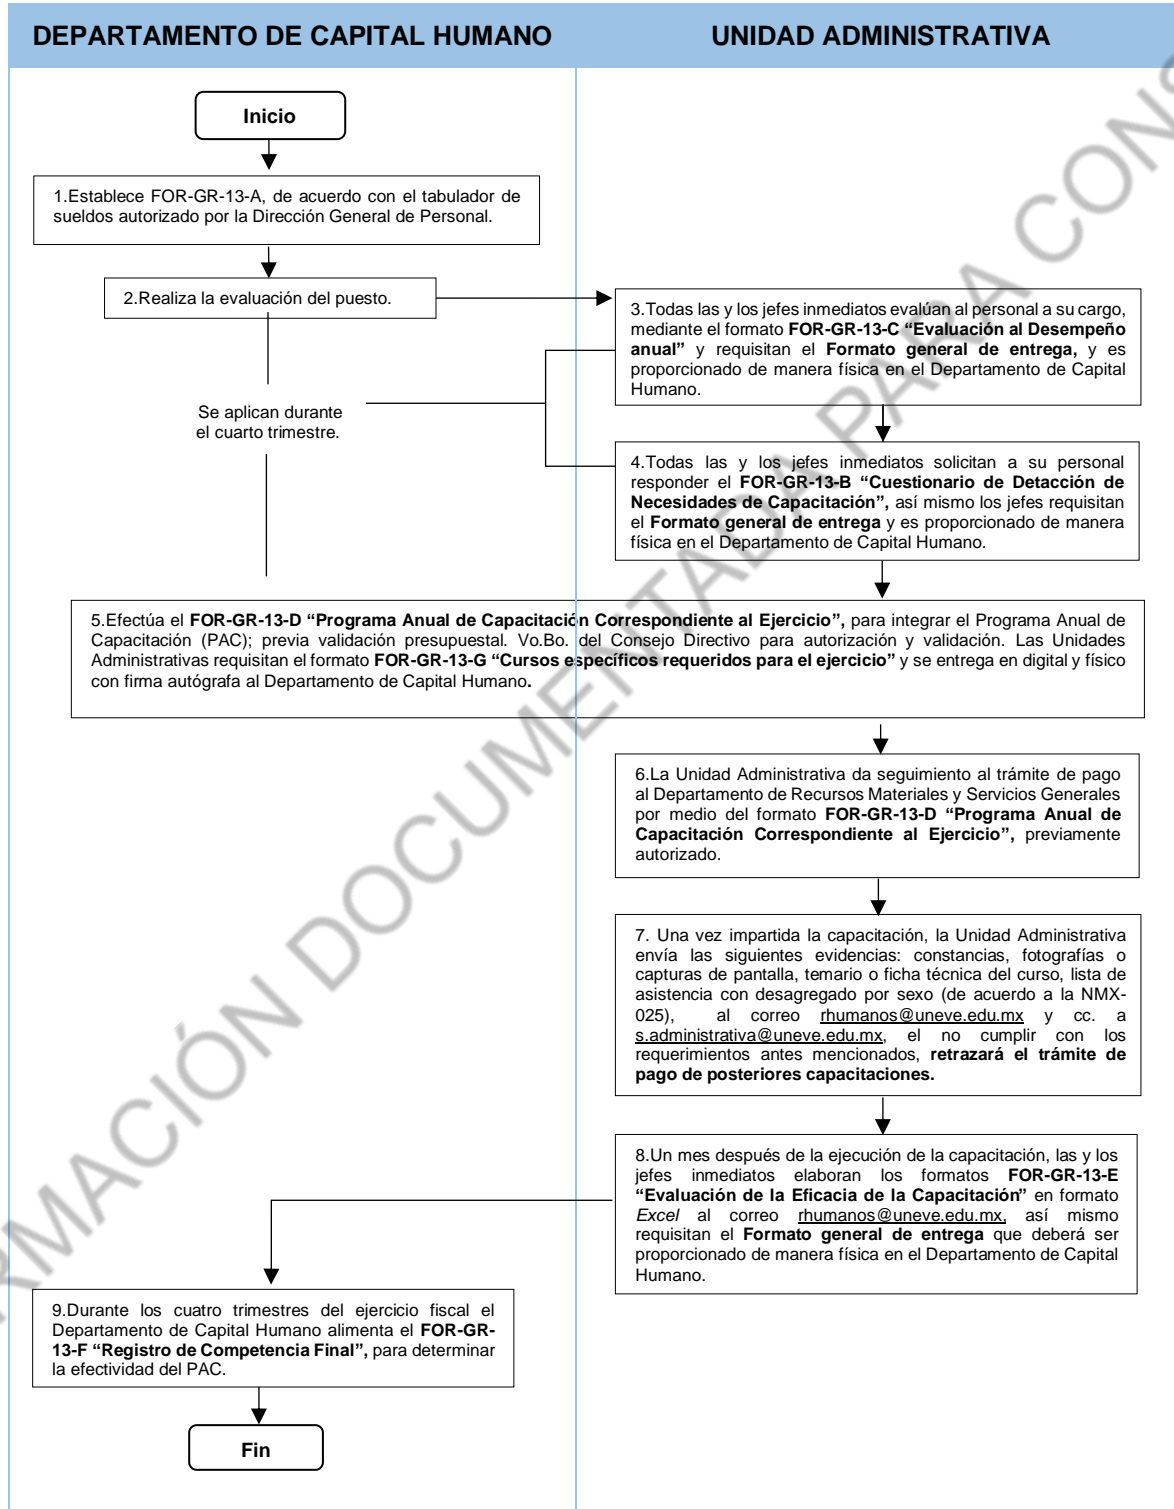 DEPARTAMENTO DE CAPITAL HUMANO
UNIDAD ADMINISTRATIVA
Inicio
1.Establece FOR-GR-13-A, de acuerdo con el tabulador de
sueldos autorizado por la Dirección General de Personal.
2.Realiza la evaluación del puesto.
3.Todas las y los jefes inmediatos evalúan al personal a su cargo,
mediante el formato FOR-GR-13-C “Evaluación al Desempeño
anual” y requisitan el Formato general de entrega, y es
proporcionado de manera física en el Departamento de Capital
Humano.
Se aplican durante
el cuarto trimestre.
4.Todas las y los jefes inmediatos solicitan a su personal
responder el FOR-GR-13-B “Cuestionario de Detacción de
Necesidades de Capacitación”, así mismo los jefes requisitan
el Formato general de entrega y es proporcionado de manera
física en el Departamento de Capital Humano.
5.Efectúa el FOR-GR-13-D “Programa Anual de Capacitación Correspondiente al Ejercicio”, para integrar el Programa Anual de
Capacitación (PAC); previa validación presupuestal. Vo.Bo. del Consejo Directivo para autorización y validación. Las Unidades
Administrativas requisitan el formato FOR-GR-13-G “Cursos específicos requeridos para el ejercicio” y se entrega en digital y físico
con firma autógrafa al Departamento de Capital Humano.
6.La Unidad Administrativa da seguimiento al trámite de pago
al Departamento de Recursos Materiales y Servicios Generales
por medio del formato FOR-GR-13-D “Programa Anual de
Capacitación Correspondiente al Ejercicio”, previamente
autorizado.
7. Una vez impartida la capacitación, la Unidad Administrativa
envía las siguientes evidencias: constancias, fotografías o
capturas de pantalla, temario o ficha técnica del curso, lista de
asistencia con desagregado por sexo (de acuerdo a la NMX-
025), al correo rhumanos@uneve.edu.mx y cc. a
s.administrativa@uneve.edu.mx, el no cumplir con los
requerimientos antes mencionados, retrazará el trámite de
pago de posteriores capacitaciones.
8.Un mes después de la ejecución de la capacitación, las y los
jefes inmediatos elaboran los formatos FOR-GR-13-E
“Evaluación de la Eficacia de la Capacitación” en formato
Excel al correo rhumanos@uneve.edu.mx, así mismo
requisitan el Formato general de entrega que deberá ser
proporcionado de manera física en el Departamento de Capital
Humano.
9.Durante los cuatro trimestres del ejercicio fiscal el
Departamento de Capital Humano alimenta el FOR-GR-
13-F “Registro de Competencia Final”, para determinar
la efectividad del PAC.
Fin
RMACIÓN DOCUMENTADA PARA CONS